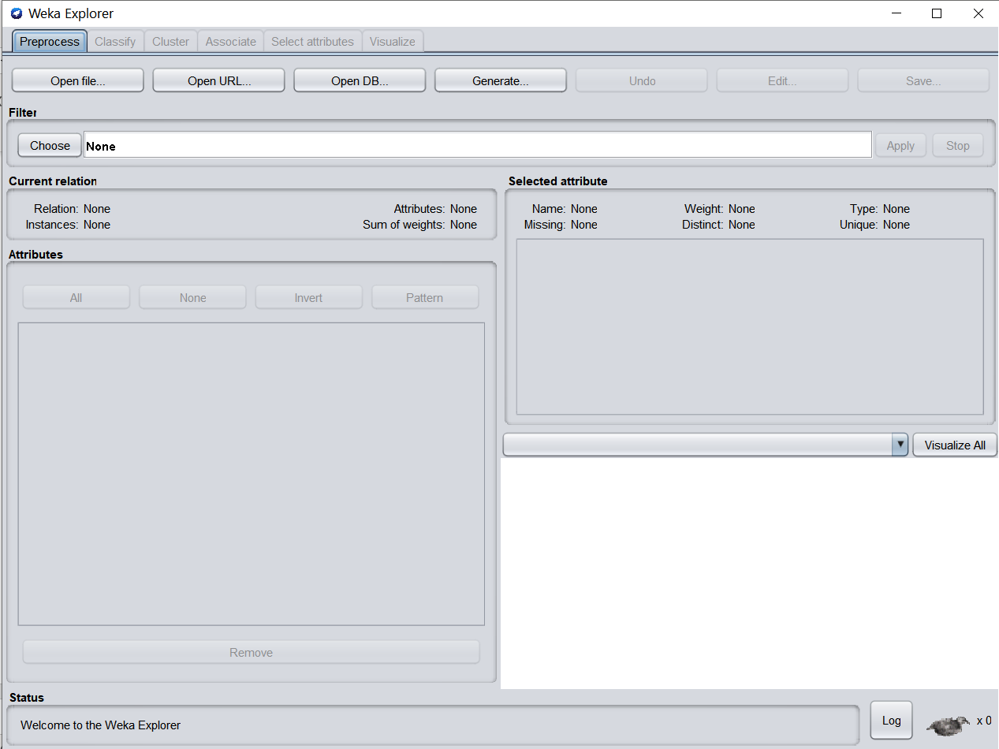 Weka Explorer
Preprocess Classify Cluster Associate Select attributes Visualize
Open file... Open URL... Open DB... Generate... Undo Edit... Save...
Filter
Choose None Apply Stop
Current relation
Relation: None Attributes: None
Instances: None Sum of weights: None
Selected attribute
Name: None Weight: None Type: None
Missing: None Distinct: None Unique: None
Attributes
All None Invert Pattern
Remove
Visualize All
Status
Welcome to the Weka Explorer
Log x 0